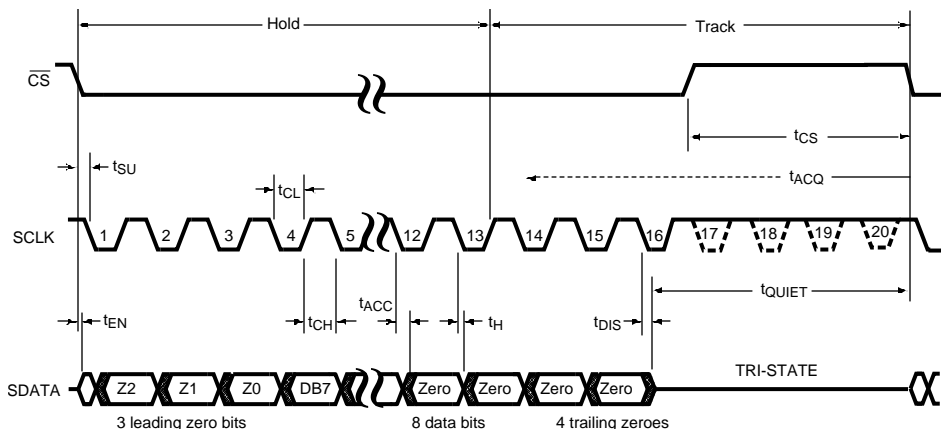 Hold Track
CS
tCS
tSU
tACQ
tCL
SCLK 1 2 3 4 5 12 13 14 15 16 17 18 19 20
tACC
tQUIET
tEN tCH tH tDIS
TRI-STATE
SDATA Z2 Z1 Z0 DB7 Zero Zero Zero Zero
3 leading zero bits 8 data bits 4 trailing zeroes